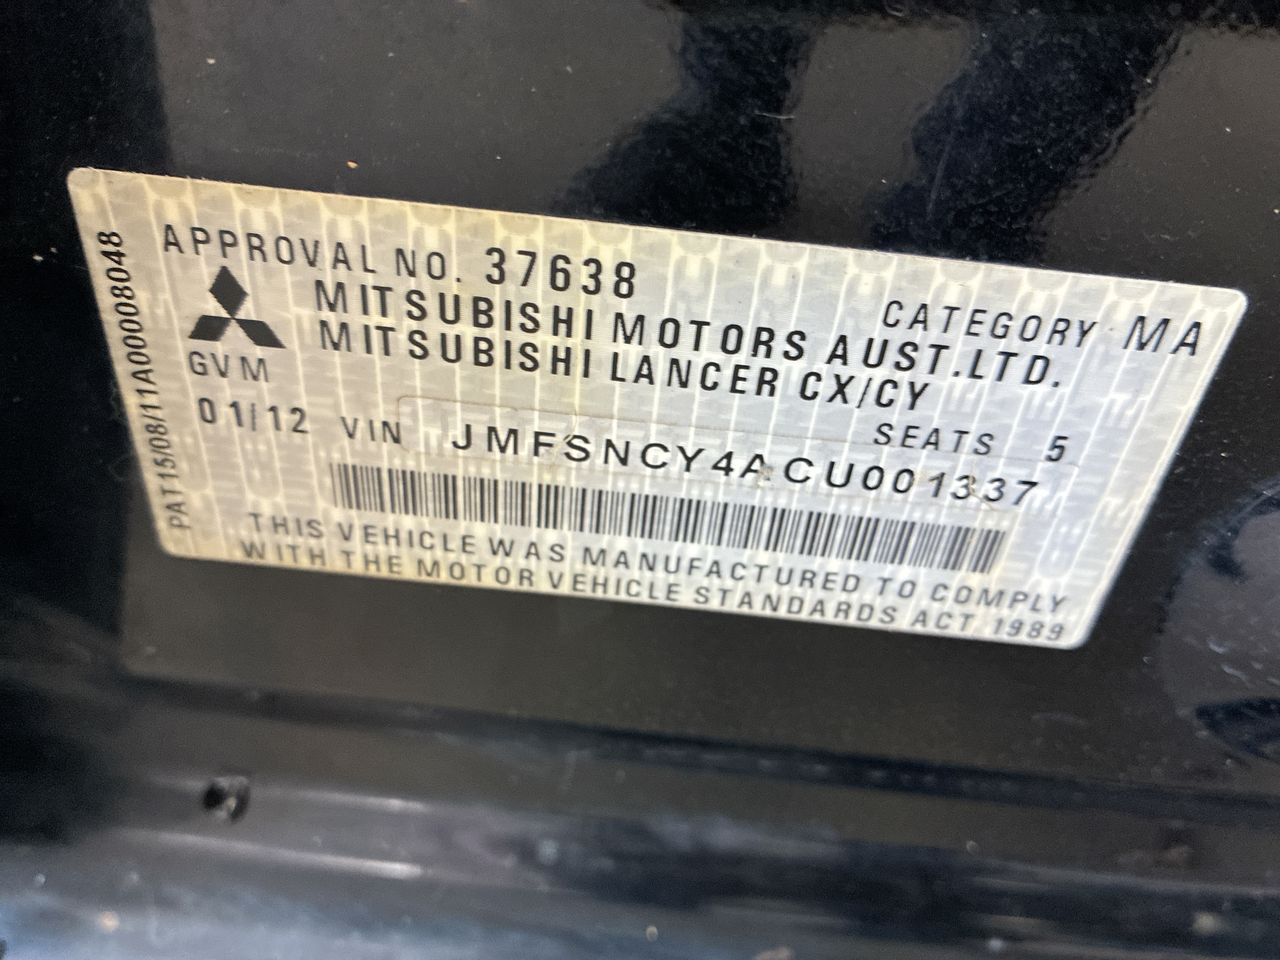 APPROVAL NO. 37638
CATEGORY MA
MITSUBISHI MOTORS AUST.LTD.
MITSUBISHI LANCER CX/CY
GVM
SEATS 5
01/12 VIN JMFSNCY4ACU001337
THIS VEHICLE WAS MANUFACTURED TO COMPLY
WITH THE MOTOR VEHICLE STANDARDS ACT 1989
PAT15/08/11A00008048